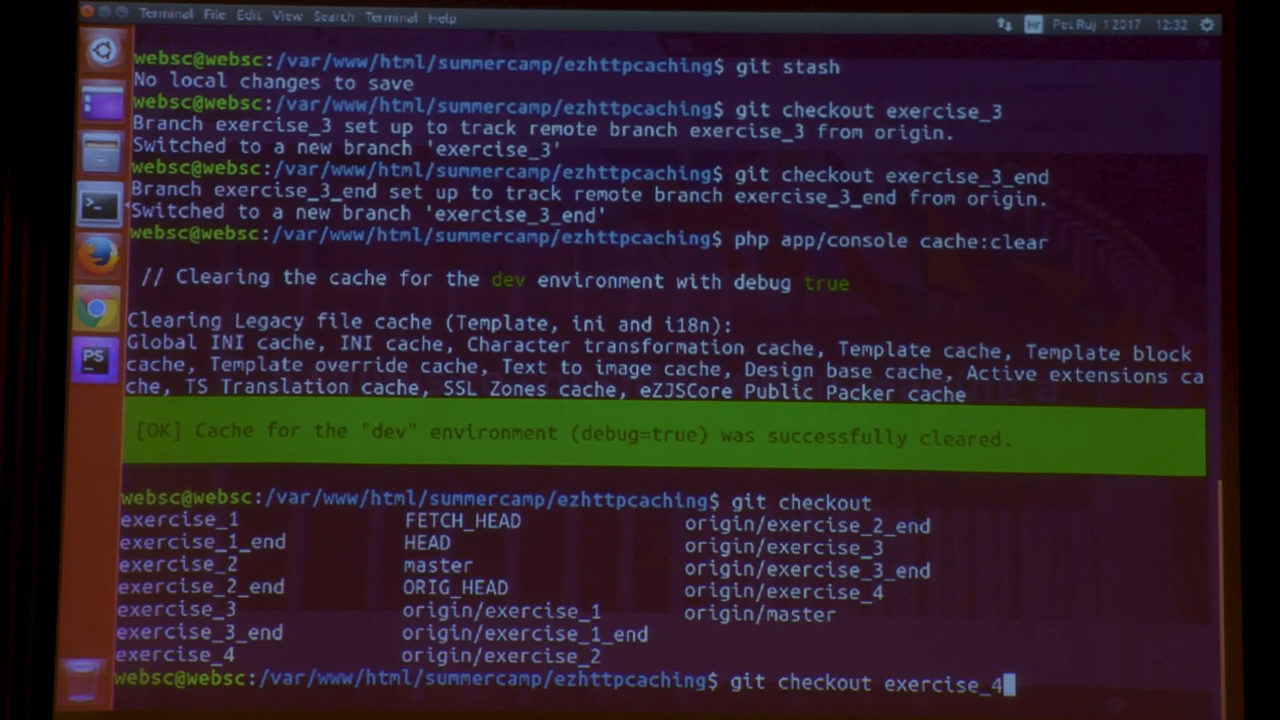 Terminal File Edit View Search Terminal Help
Hr Pet Ruj 1 2017 12:32
websc@websc:/var/www/html/summercamp/ezhttpcaching$ git stash
No local changes to save
websc@websc:/var/www/html/summercamp/ezhttpcaching$ git checkout exercise_3
Branch exercise_3 set up to track remote branch exercise_3 from origin.
Switched to a new branch 'exercise_3'
websc@websc:/var/www/html/summercamp/ezhttpcaching$ git checkout exercise_3_end
Branch exercise_3_end set up to track remote branch exercise_3_end from origin.
Switched to a new branch 'exercise_3_end'
websc@websc:/var/www/html/summercamp/ezhttpcaching$ php app/console cache:clear
// Clearing the cache for the dev environment with debug true
Clearing Legacy file cache (Template, ini and i18n):
Global INI cache, INI cache, Character transformation cache, Template cache, Template block
cache, Template override cache, Text to image cache, Design base cache, Active extensions ca
che, TS Translation cache, SSL Zones cache, eZJSCore Public Packer cache
[OK] Cache for the "dev" environment (debug=true) was successfully cleared.
websc@websc:/var/www/html/summercamp/ezhttpcaching$ git checkout
exercise_1 FETCH_HEAD origin/exercise_2_end
exercise_1_end HEAD origin/exercise_3
exercise_2 master origin/exercise_3_end
exercise_2_end ORIG_HEAD origin/exercise_4
exercise_3 origin/exercise_1 origin/master
exercise_3_end origin/exercise_1_end
exercise_4 origin/exercise_2
websc@websc:/var/www/html/summercamp/ezhttpcaching$ git checkout exercise_4
PS